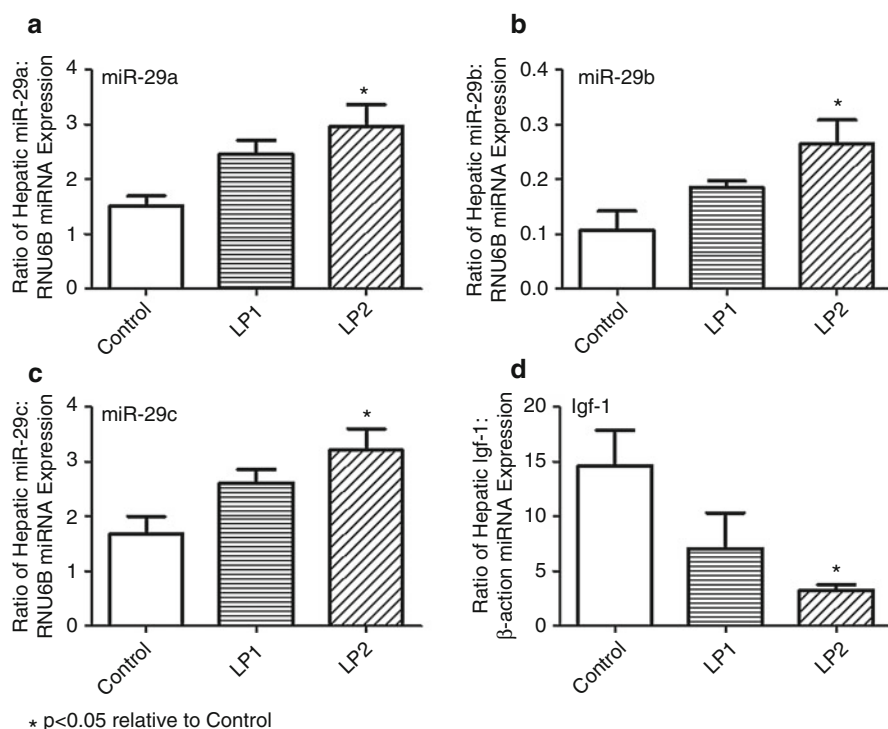 a
miR-29a
*
Ratio of Hepatic miR-29a:
RNU6B miRNA Expression
4
3
2
1
0
Control
LP1
LP2
b
miR-29b
*
Ratio of Hepatic miR-29b:
RNU6B miRNA Expression
0.4
0.3
0.2
0.1
0.0
Control
LP1
LP2
c
miR-29c
*
Ratio of Hepatic miR-29c:
RNU6B miRNA Expression
4
3
2
1
0
Control
LP1
LP2
d
Igf-1
*
Ratio of Hepatic Igf-1:
β-action miRNA Expression
20
15
10
5
0
Control
LP1
LP2
* p<0.05 relative to Control